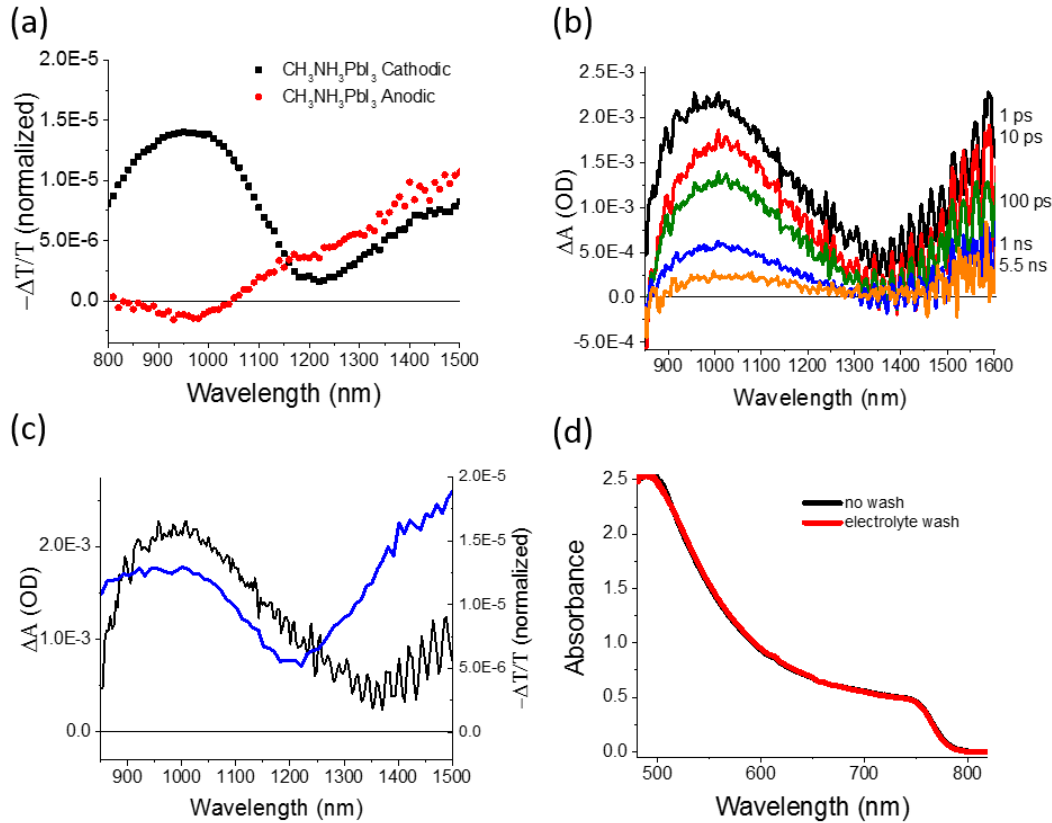 (a)
2.0E-5
1.5E-5
1.0E-5
5.0E-6
0.0
−ΔT/T (normalized)
CH₃NH₃PbI₃ Cathodic
CH₃NH₃PbI₃ Anodic
800 900 1000 1100 1200 1300 1400 1500
Wavelength (nm)
(b)
2.5E-3
2.0E-3
1.5E-3
1.0E-3
5.0E-4
0.0
-5.0E-4
ΔA (OD)
1 ps
10 ps
100 ps
1 ns
5.5 ns
900 1000 1100 1200 1300 1400 1500 1600
Wavelength (nm)
(c)
2.0E-3
1.0E-3
0.0
ΔA (OD)
2.0E-5
1.5E-5
1.0E-5
5.0E-6
0.0
−ΔT/T (normalized)
900 1000 1100 1200 1300 1400 1500
Wavelength (nm)
(d)
2.5
2.0
1.5
1.0
0.5
0.0
Absorbance
no wash
electrolyte wash
500 600 700 800
Wavelength (nm)